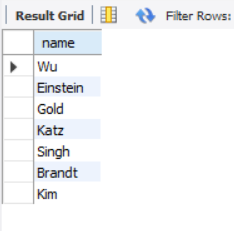 Result Grid Filter Rows:
name
Wu
Einstein
Gold
Katz
Singh
Brandt
Kim